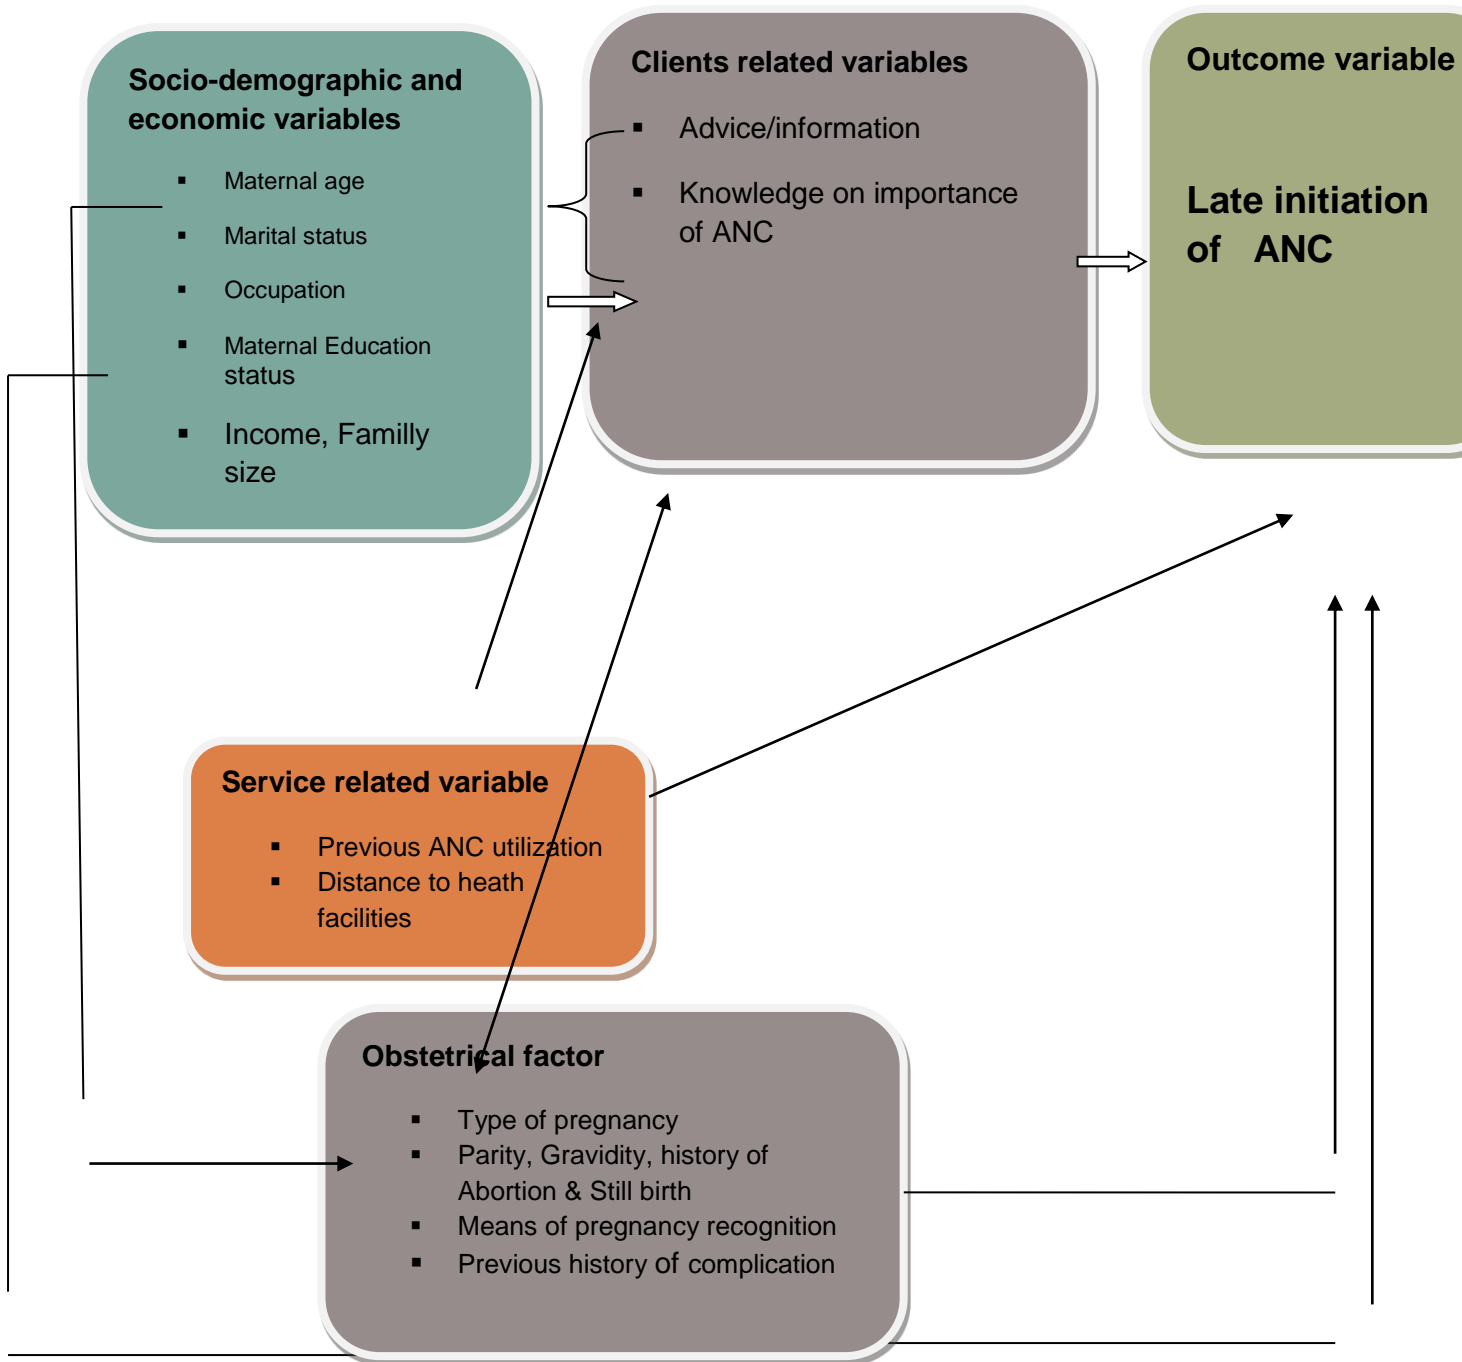 Socio-demographic and
economic variables
▪ Maternal age
▪ Marital status
▪ Occupation
▪ Maternal Education
status
▪ Income, Familly
size
Clients related variables
▪ Advice/information
▪ Knowledge on importance
of ANC
Outcome variable
Late initiation
of ANC
Service related variable
▪ Previous ANC utilization
▪ Distance to heath
facilities
Obstetrical factor
▪ Type of pregnancy
▪ Parity, Gravidity, history of
Abortion & Still birth
▪ Means of pregnancy recognition
▪ Previous history of complication